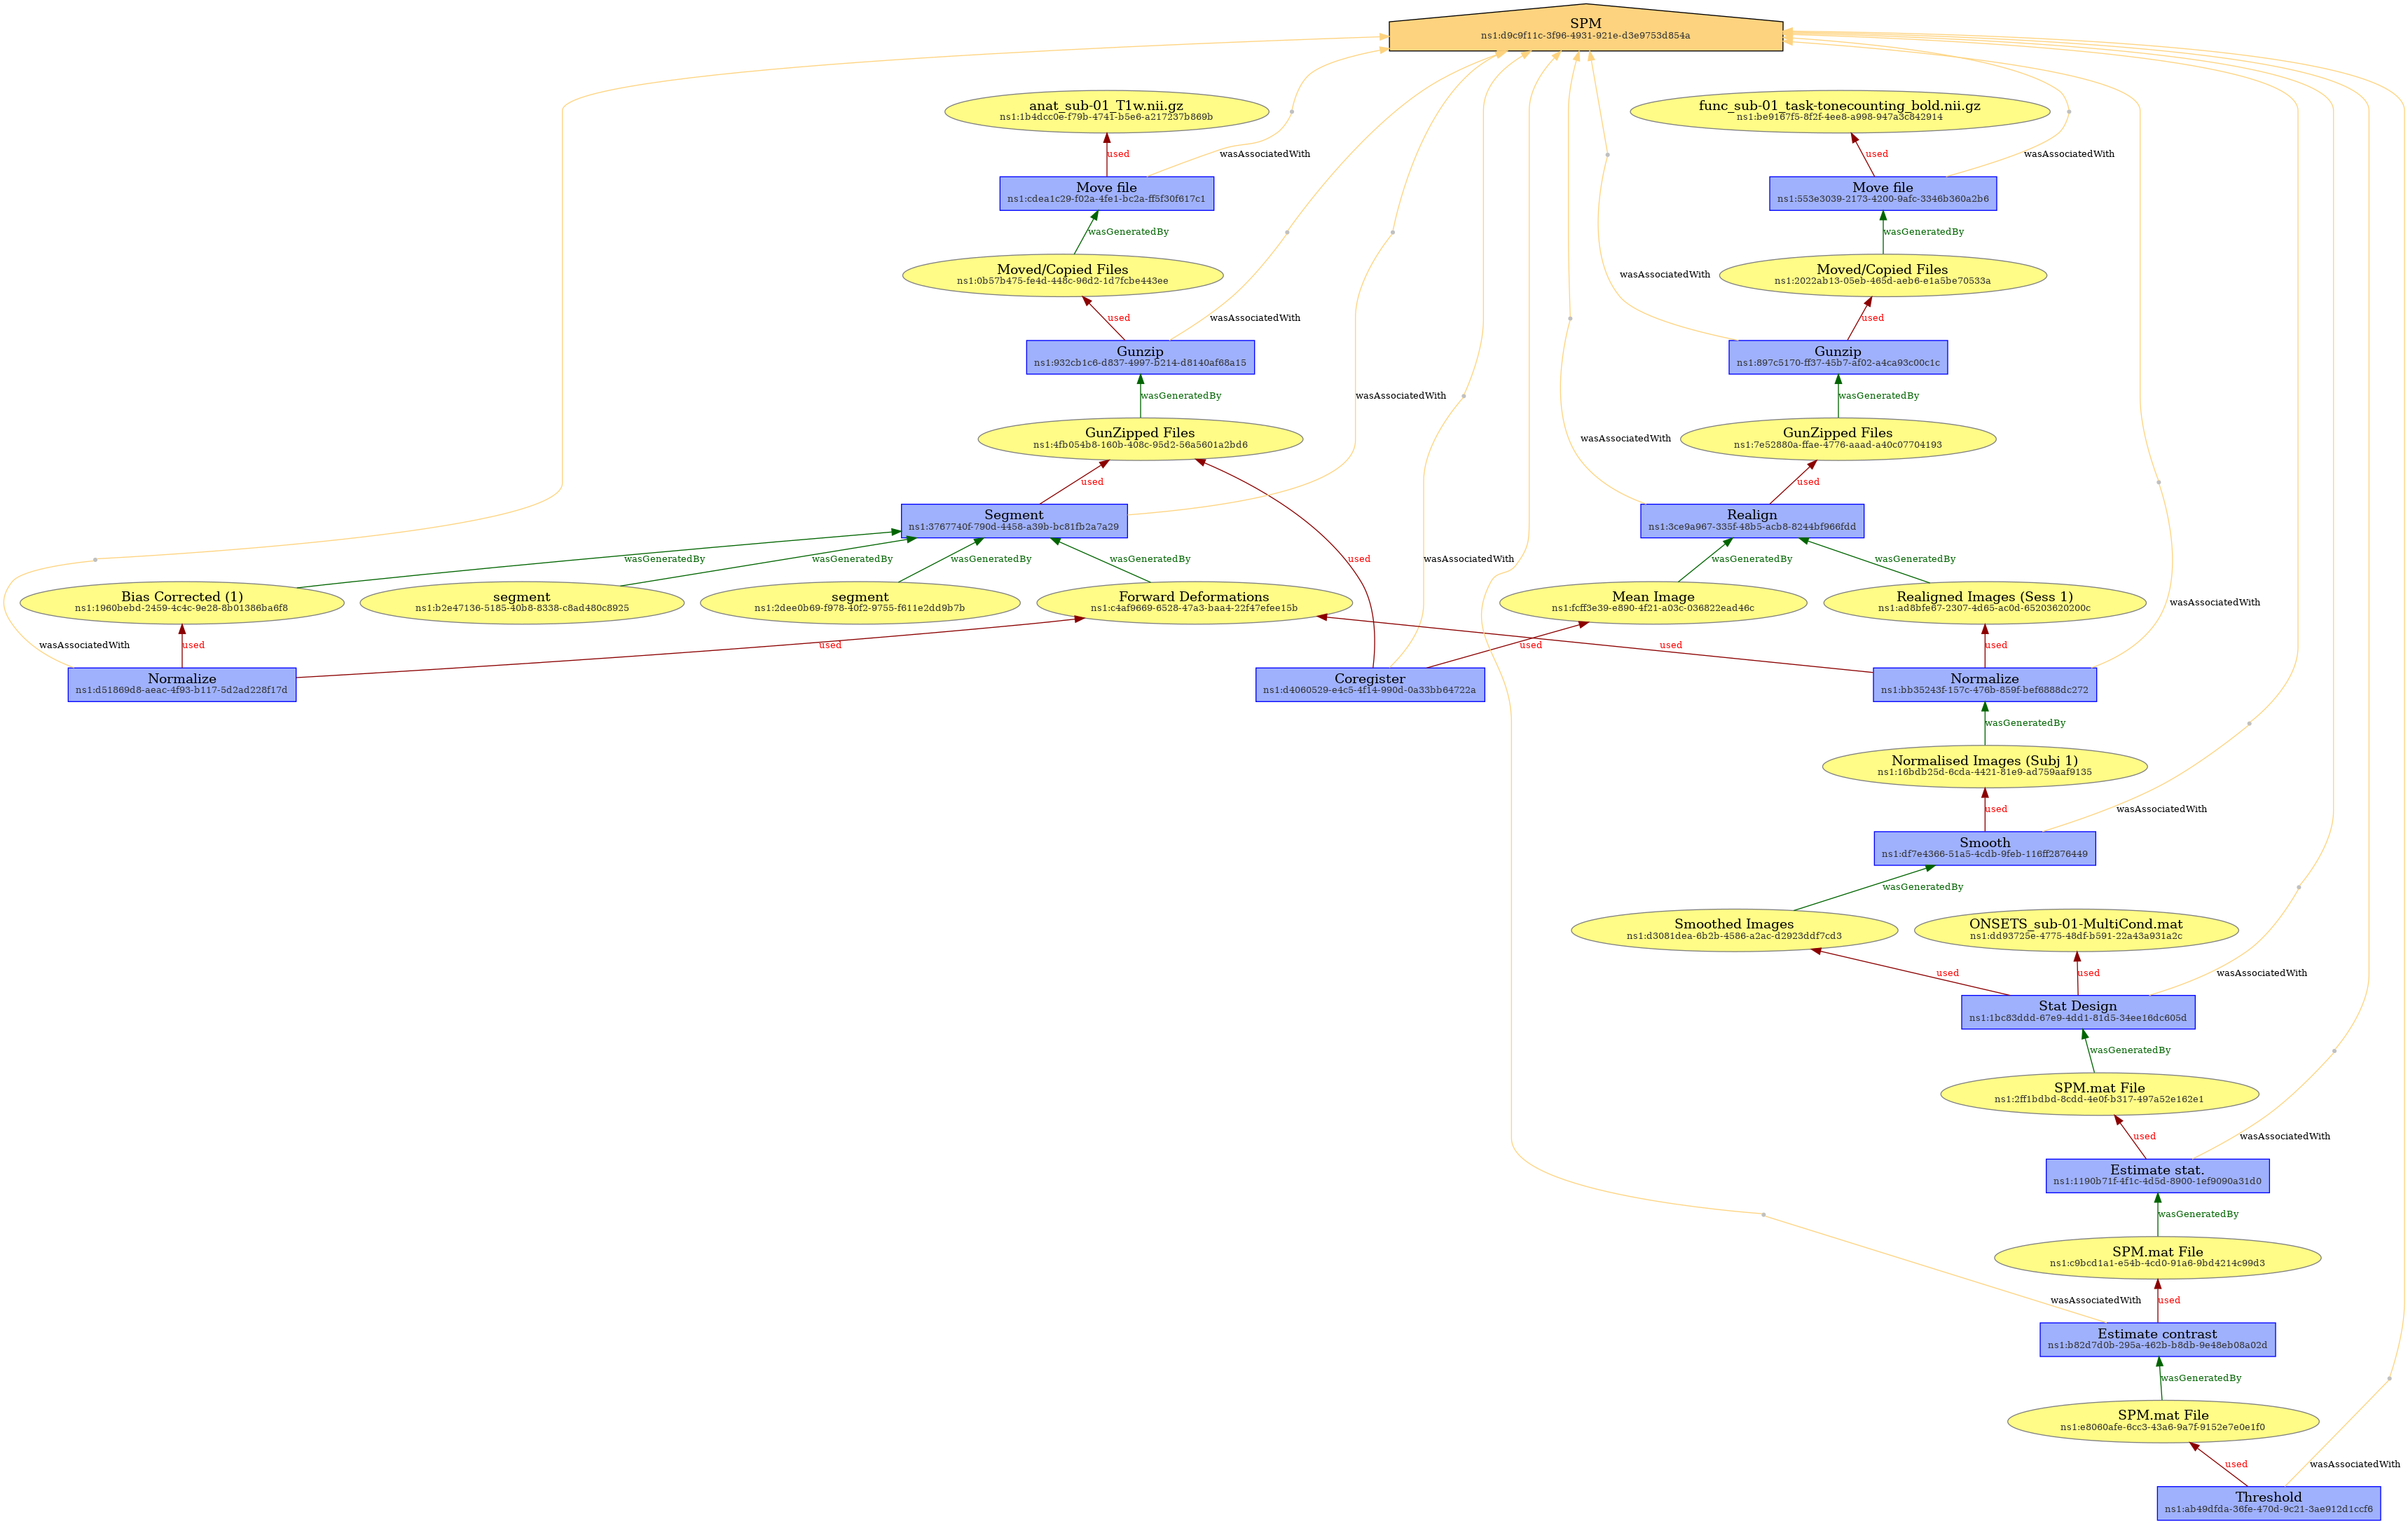 SPM
ns1:d9c9f11c-3f96-4931-921e-d3e9753d854a
anat_sub-01_T1w.nii.gz
ns1:1b4dcc0e-f79b-4741-b5e6-a217237b869b
func_sub-01_task-tonecounting_bold.nii.gz
ns1:be9167f5-8f2f-4ee8-a998-947a3c842914
used
wasAssociatedWith
used
wasAssociatedWith
Move file
ns1:cdea1c29-f02a-4fe1-bc2a-ff5f30f617c1
Move file
ns1:553e3039-2173-4200-9afc-3346b360a2b6
wasGeneratedBy
wasGeneratedBy
Moved/Copied Files
ns1:0b57b475-fe4d-448c-96d2-1d7fcbe443ee
wasAssociatedWith
Moved/Copied Files
ns1:2022ab13-05eb-465d-aeb6-e1a5be70533a
used
wasAssociatedWith
used
Gunzip
ns1:932cb1c6-d837-4997-b214-d8140af68a15
Gunzip
ns1:897c5170-ff37-45b7-af02-a4ca93c00c1c
wasGeneratedBy
wasAssociatedWith
wasGeneratedBy
GunZipped Files
ns1:4fb054b8-160b-408c-95d2-56a5601a2bd6
wasAssociatedWith
GunZipped Files
ns1:7e52880a-ffae-4776-aaad-a40c07704193
used
used
Segment
ns1:3767740f-790d-4458-a39b-bc81fb2a7a29
Realign
ns1:3ce9a967-335f-48b5-acb8-8244bf966fdd
wasGeneratedBy
wasGeneratedBy
wasGeneratedBy
wasGeneratedBy
used
wasAssociatedWith
wasGeneratedBy
wasGeneratedBy
Bias Corrected (1)
ns1:1960bebd-2459-4c4c-9e28-8b01386ba6f8
segment
ns1:b2e47136-5185-40b8-8338-c8ad480c8925
segment
ns1:2dee0b69-f978-40f2-9755-f611e2dd9b7b
Forward Deformations
ns1:c4af9669-6528-47a3-baa4-22f47efee15b
Mean Image
ns1:fcff3e39-e890-4f21-a03c-036822ead46c
Realigned Images (Sess 1)
ns1:ad8bfe67-2307-4d65-ac0d-65203620200c
wasAssociatedWith
wasAssociatedWith
used
used
used
used
used
Normalize
ns1:d51869d8-aeac-4f93-b117-5d2ad228f17d
Coregister
ns1:d4060529-e4c5-4f14-990d-0a33bb64722a
Normalize
ns1:bb35243f-157c-476b-859f-bef6888dc272
wasGeneratedBy
Normalised Images (Subj 1)
ns1:16bdb25d-6cda-4421-81e9-ad759aaf9135
used
wasAssociatedWith
Smooth
ns1:df7e4366-51a5-4cdb-9feb-116ff2876449
wasGeneratedBy
Smoothed Images
ns1:d3081dea-6b2b-4586-a2ac-d2923ddf7cd3
ONSETS_sub-01-MultiCond.mat
ns1:dd93725e-4775-48df-b591-22a43a931a2c
used
used
wasAssociatedWith
Stat Design
ns1:1bc83ddd-67e9-4dd1-81d5-34ee16dc605d
wasGeneratedBy
SPM.mat File
ns1:2ff1bdbd-8cdd-4e0f-b317-497a52e162e1
used
wasAssociatedWith
Estimate stat.
ns1:1190b71f-4f1c-4d5d-8900-1ef9090a31d0
wasGeneratedBy
SPM.mat File
ns1:c9bcd1a1-e54b-4cd0-91a6-9bd4214c99d3
wasAssociatedWith
used
Estimate contrast
ns1:b82d7d0b-295a-462b-b8db-9e48eb08a02d
wasGeneratedBy
SPM.mat File
ns1:e8060afe-6cc3-43a6-9a7f-9152e7e0e1f0
used
wasAssociatedWith
Threshold
ns1:ab49dfda-36fe-470d-9c21-3ae912d1ccf6